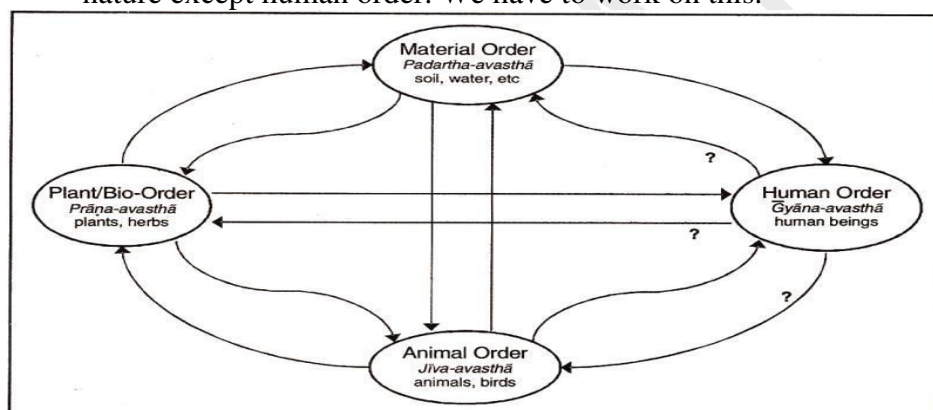 nature except human order. We have to work on this.
Material Order
Padartha-avasthā
soil, water, etc
?
Plant/Bio-Order
Prāṇa-avasthā
plants, herbs
Human Order
Gyāna-avasthā
human beings
?
?
Animal Order
Jīva-avasthā
animals, birds